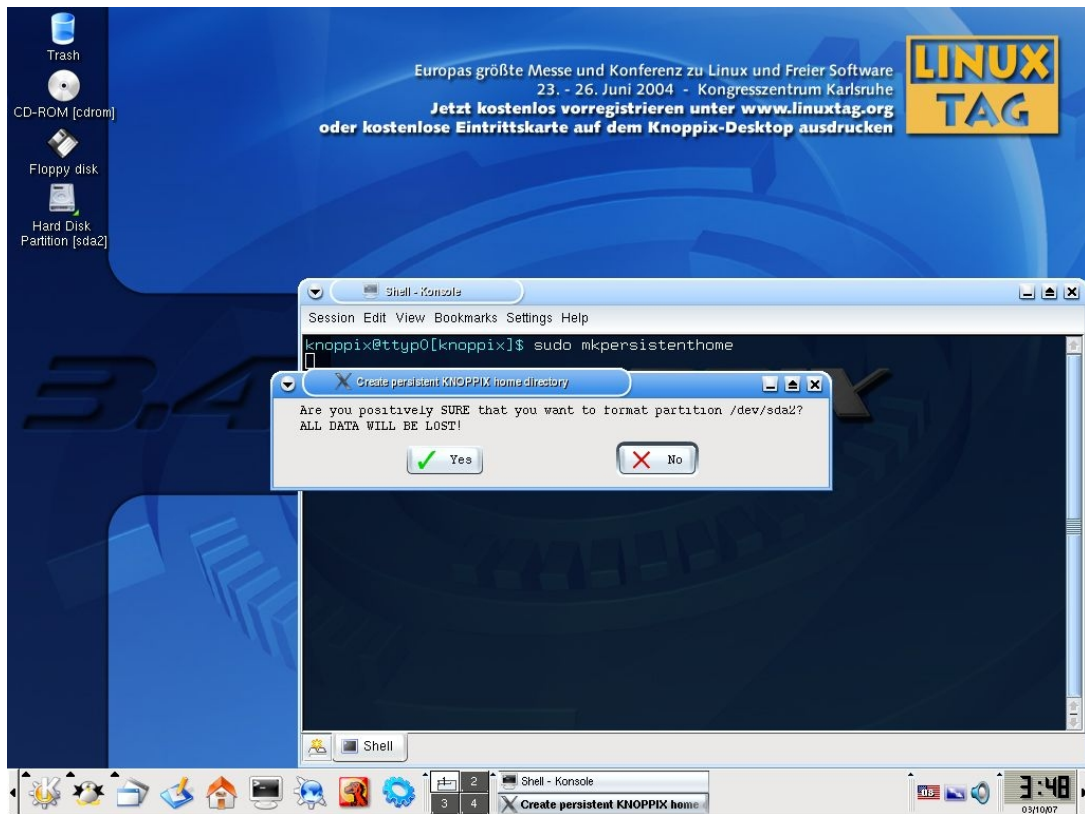 Trash
CD-ROM [cdrom]
Floppy disk
Hard Disk
Partition [sda2]
Europas größte Messe und Konferenz zu Linux und Freier Software
23. - 26. Juni 2004 - Kongresszentrum Karlsruhe
Jetzt kostenlos vorregistrieren unter www.linuxtag.org
oder kostenlose Eintrittskarte auf dem Knoppix-Desktop ausdrucken
LINUX
TAG
3.4
X
Shell - Konsole
Session Edit View Bookmarks Settings Help
knoppix@ttyp0[knoppix]$ sudo mkpersistenthome
Create persistent KNOPPIX home directory
Are you positively SURE that you want to format partition /dev/sda2?
ALL DATA WILL BE LOST!
Yes
No
Shell
2
3 4
Shell - Konsole
Create persistent KNOPPIX home
us
3:48
03/10/07